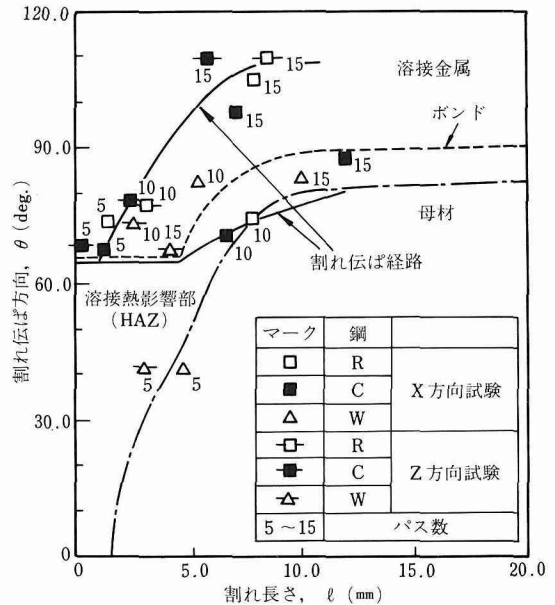 120.0
90.0
60.0
30.0
0
0
5.0
10.0
15.0
20.0
割れ伝ぱ方向, θ (deg.)
割れ長さ, ℓ (mm)
溶接金属
ボンド
母材
割れ伝ぱ経路
溶接熱影響部
(HAZ)
15
15
15
15
15
5
10
10
10
15
5
5
15
10
10
5
5
マーク 鋼
R
C
W
X方向試験
R
C
W
Z方向試験
5～15 パス数